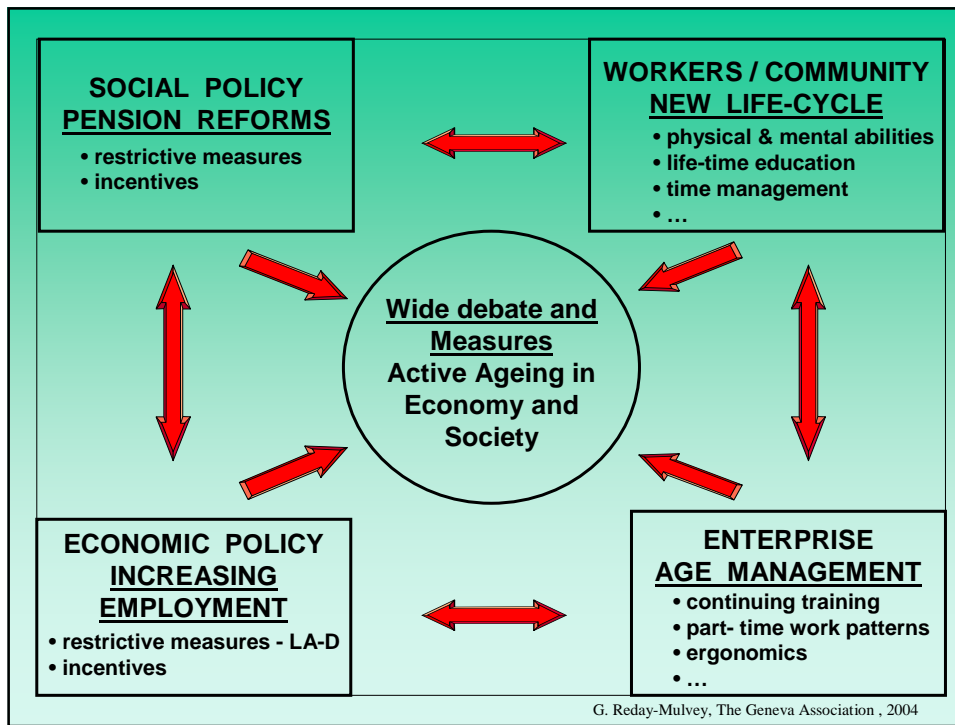 SOCIAL POLICY
PENSION REFORMS
• restrictive measures
• incentives
WORKERS / COMMUNITY
NEW LIFE-CYCLE
• physical & mental abilities
• life-time education
• time management
• …
Wide debate and
Measures
Active Ageing in
Economy and
Society
ECONOMIC POLICY
INCREASING
EMPLOYMENT
• restrictive measures - LA-D
• incentives
ENTERPRISE
AGE MANAGEMENT
• continuing training
• part- time work patterns
• ergonomics
• …
G. Reday-Mulvey, The Geneva Association , 2004